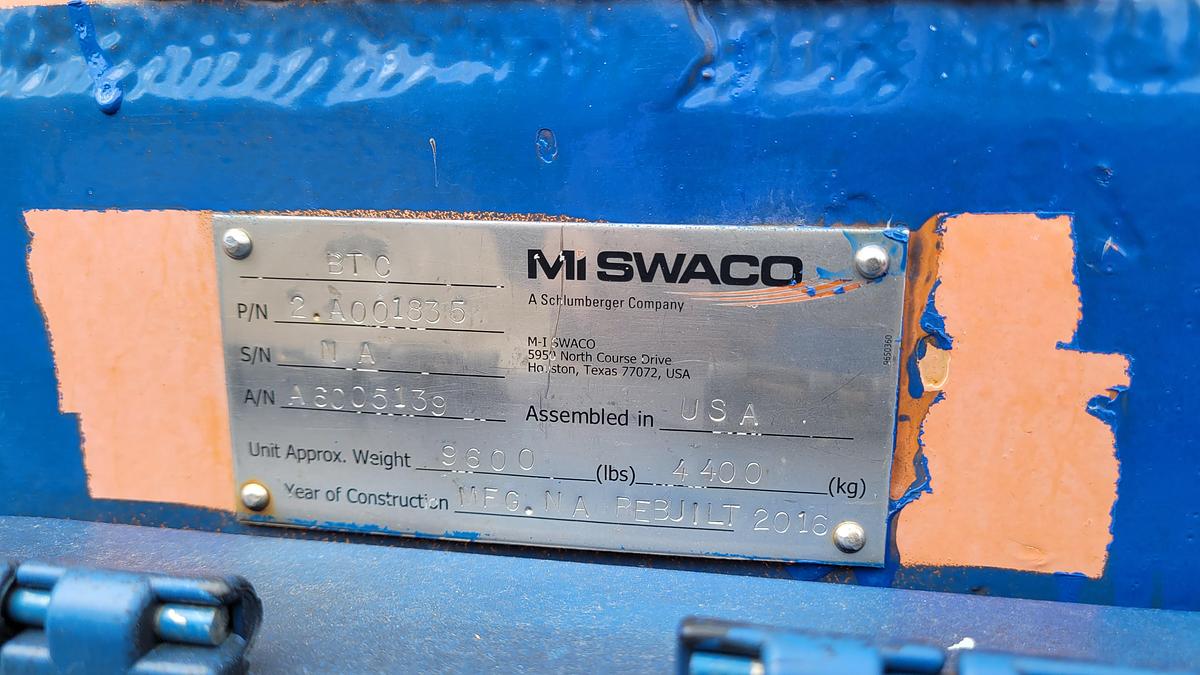 BTC
P/N 2.A001835
S/N NA
A/N A6005139
MI SWACO
A Schlumberger Company
M-I SWACO
5950 North Course Drive
Houston, Texas 77072, USA
Assembled in USA
Unit Approx. Weight 9600 (lbs) 4400 (kg)
Year of Construction MFG.NA REBUILT 2016
9650360